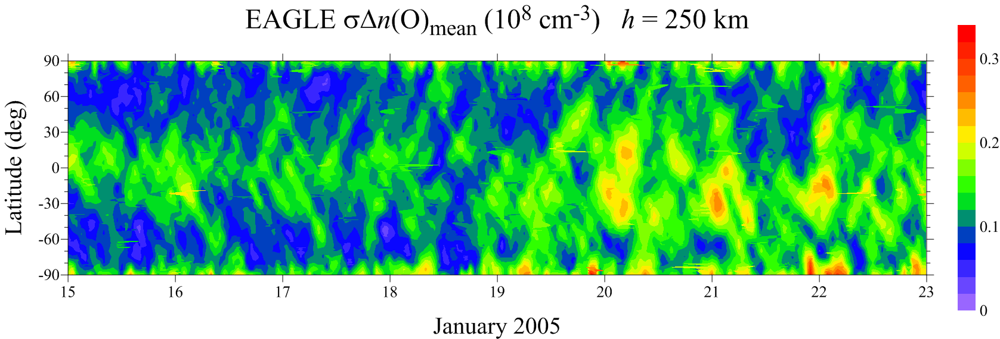 EAGLE σΔn(O)mean (10⁸ cm⁻³) h = 250 km
Latitude (deg)
90
60
30
0
-30
-60
-90
15 16 17 18 19 20 21 22 23
January 2005
0.3
0.2
0.1
0